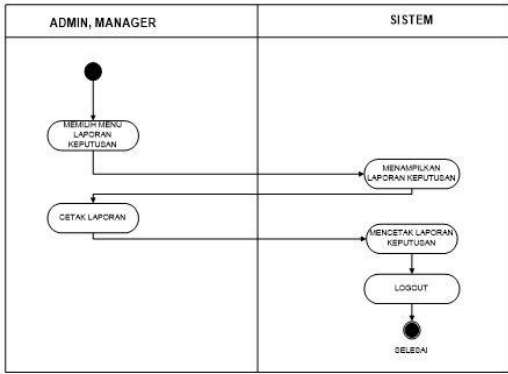 ADMIN, MANAGER
SISTEM
MEMILIH MENU
LAPORAN
KEPUTUSAN
MENAMPILKAN
LAPORAN KEPUTUSAN
CETAK LAPORAN
MENCETAK LAPORAN
KEPUTUSAN
LOGOUT
SELESAI